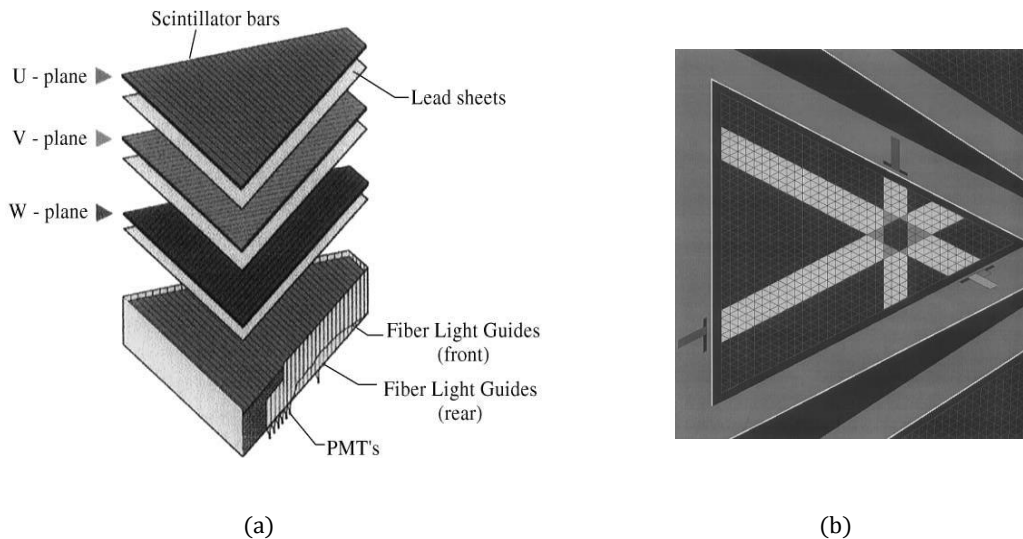 Scintillator bars
U - plane
Lead sheets
V - plane
W - plane
Fiber Light Guides
(front)
Fiber Light Guides
(rear)
PMT's
(a)
(b)